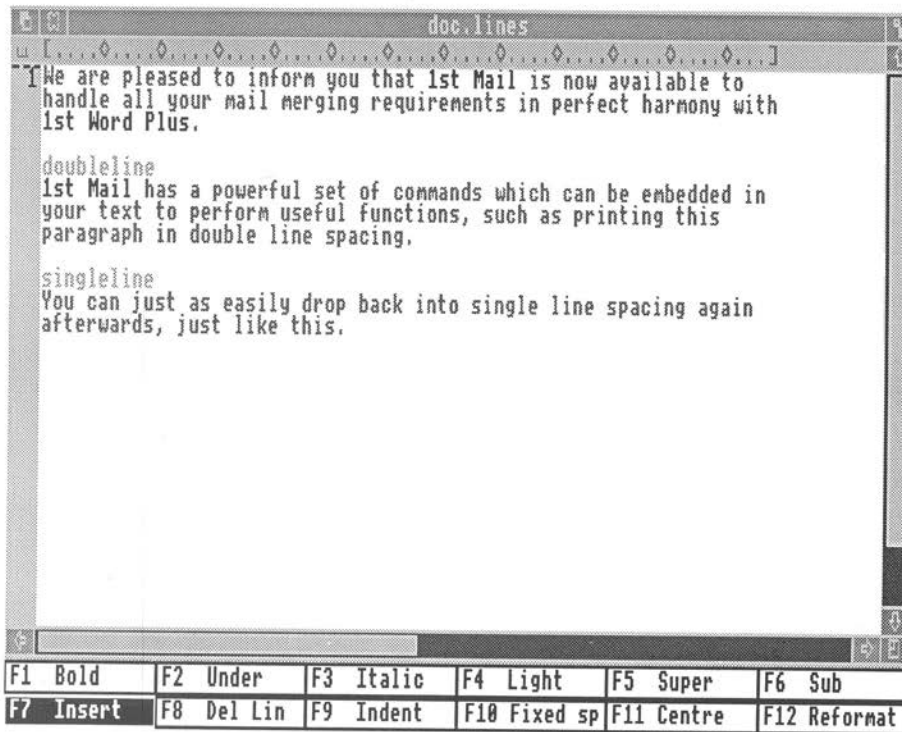 doc.lines
1 We are pleased to inform you that 1st Mail is now available to
handle all your mail merging requirements in perfect harmony with
1st Word Plus.
doubleline
1st Mail has a powerful set of commands which can be embedded in
your text to perform useful functions, such as printing this
paragraph in double line spacing.
singleline
You can just as easily drop back into single line spacing again
afterwards, just like this.
F1 Bold F2 Under F3 Italic F4 Light F5 Super F6 Sub
F7 Insert F8 Del Lin F9 Indent F10 Fixed sp F11 Centre F12 Reformat